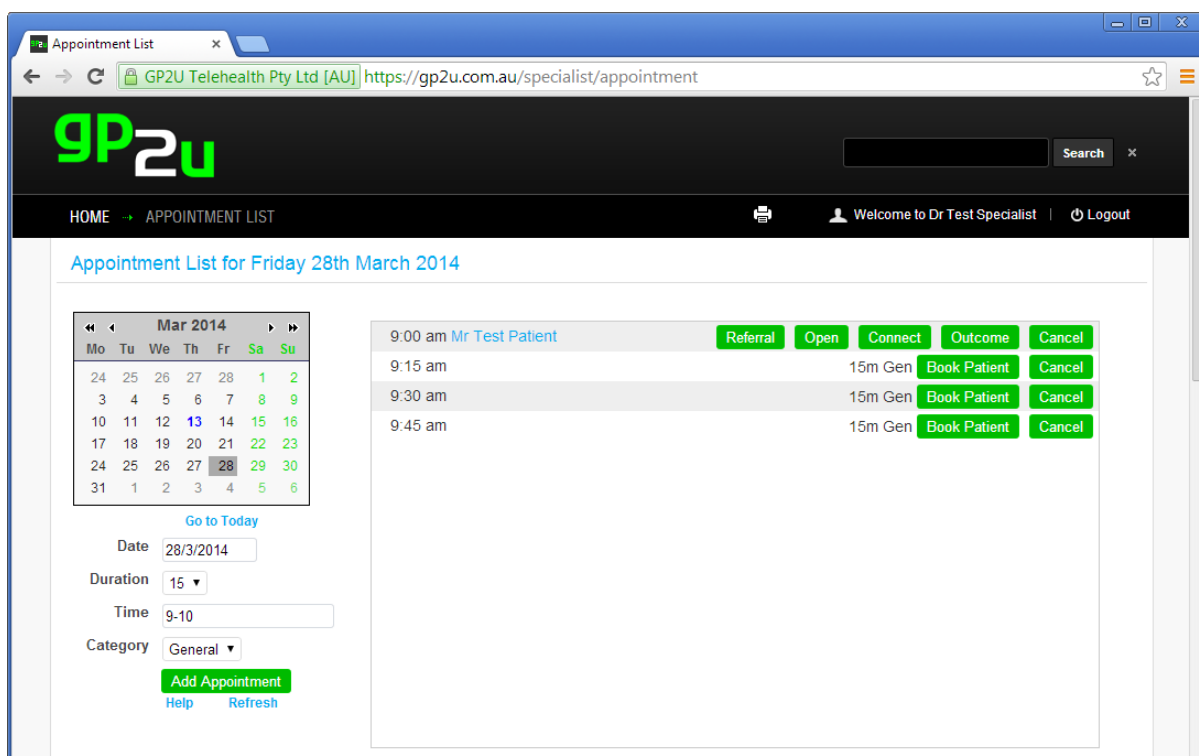 Appointment List
GP2U Telehealth Pty Ltd [AU] https://gp2u.com.au/specialist/appointment
gp2u
Search
HOME APPOINTMENT LIST Welcome to Dr Test Specialist | Logout
Appointment List for Friday 28th March 2014
Mar 2014
Mo Tu We Th Fr Sa Su
24 25 26 27 28 1 2
3 4 5 6 7 8 9
10 11 12 13 14 15 16
17 18 19 20 21 22 23
24 25 26 27 28 29 30
31 1 2 3 4 5 6
Go to Today
Date 28/3/2014
Duration 15
Time 9-10
Category General
Add Appointment
Help Refresh
9:00 am Mr Test Patient Referral Open Connect Outcome Cancel
9:15 am 15m Gen Book Patient Cancel
9:30 am 15m Gen Book Patient Cancel
9:45 am 15m Gen Book Patient Cancel